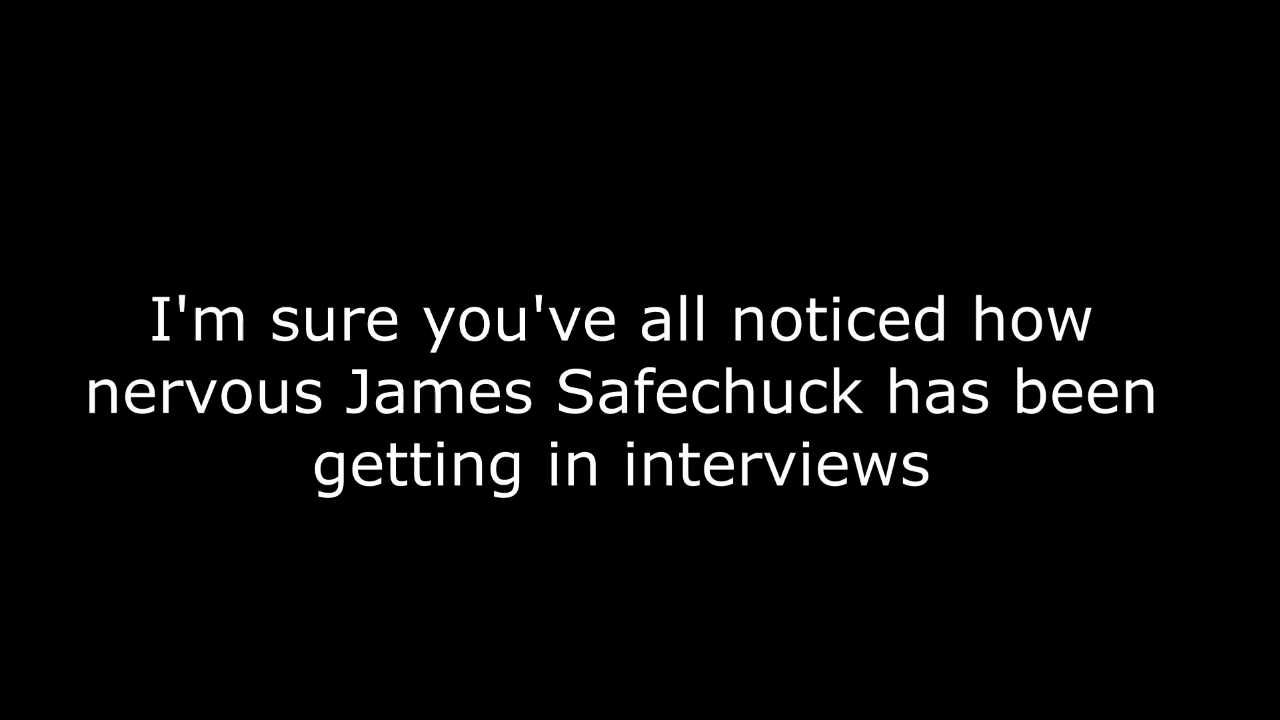 I'm sure you've all noticed how
nervous James Safechuck has been
getting in interviews